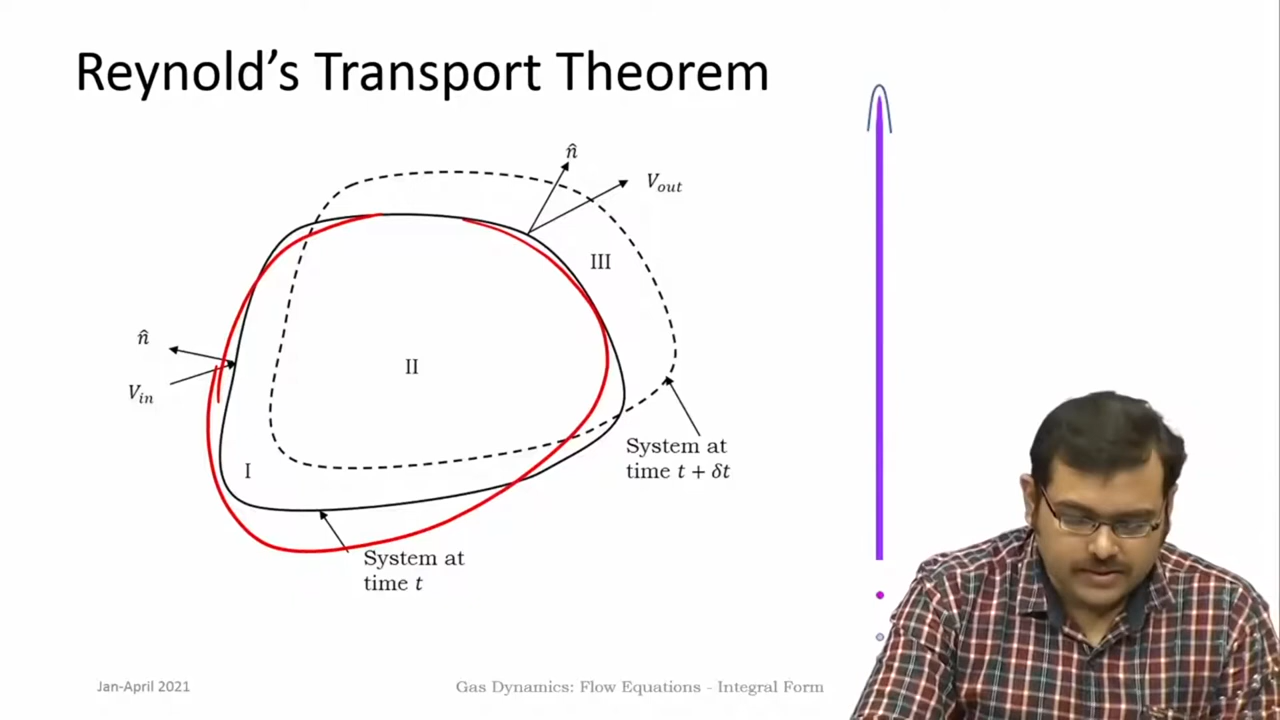 Reynold's Transport Theorem
n̂
V_out
III
n̂
V_in
II
I
System at
time t + δt
System at
time t
Jan-April 2021
Gas Dynamics: Flow Equations - Integral Form